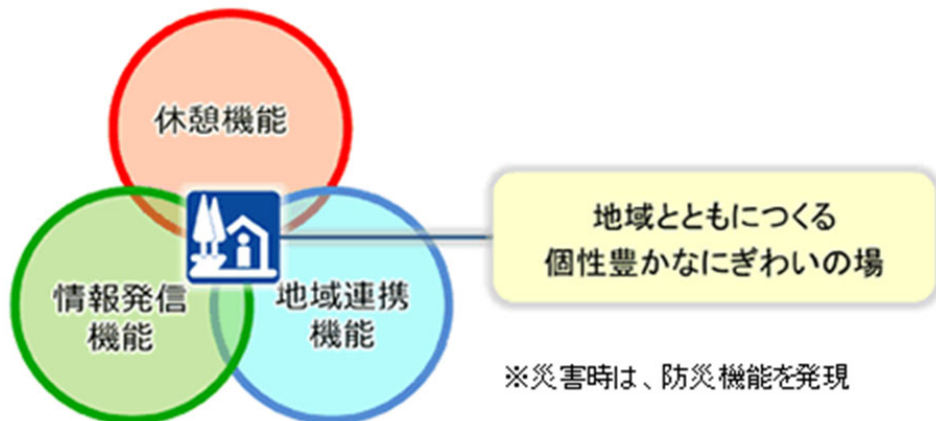 休憩機能
情報発信
機能
地域連携
機能
地域とともにつくる
個性豊かなにぎわいの場
※災害時は、防災機能を発現